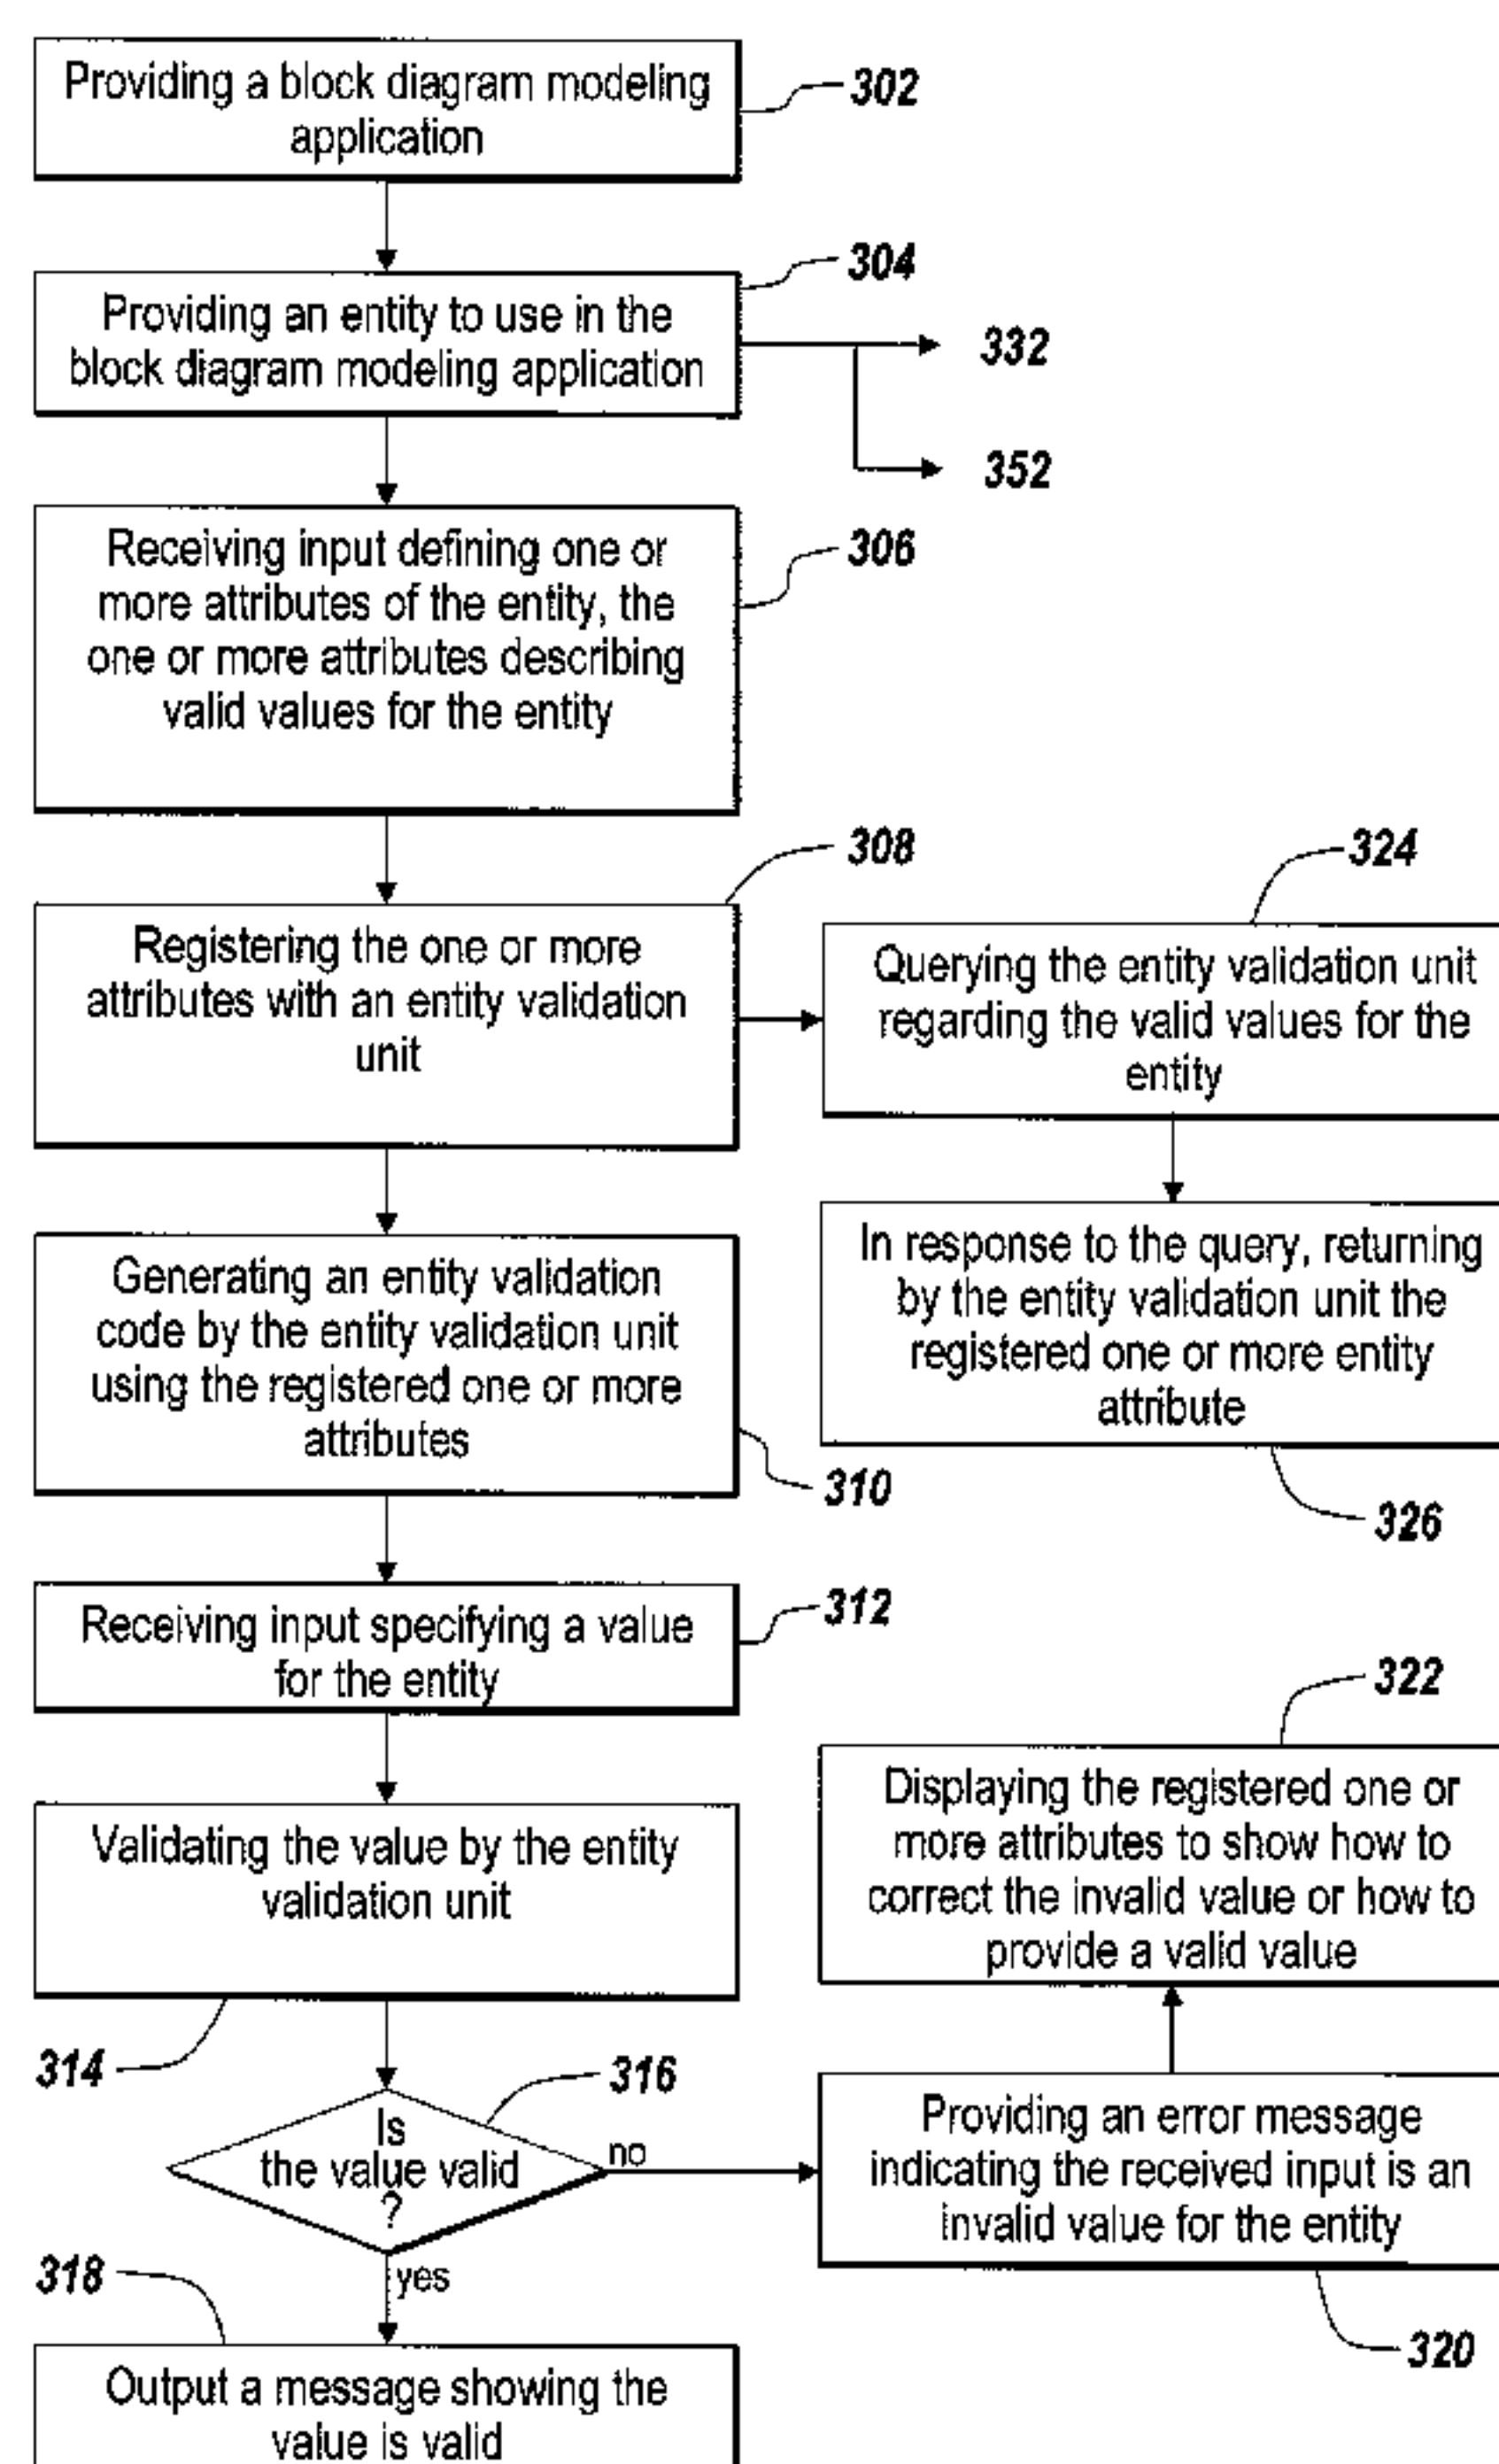 Providing a block diagram modeling
application
302
304
Providing an entity to use in the
block diagram modeling application
332
352
Receiving input defining one or
more attributes of the entity, the
one or more attributes describing
valid values for the entity
306
308
Registering the one or more
attributes with an entity validation
unit
324
Querying the entity validation unit
regarding the valid values for the
entity
Generating an entity validation
code by the entity validation unit
using the registered one or more
attributes
310
In response to the query, returning
by the entity validation unit the
registered one or more entity
attribute
326
Receiving input specifying a value
for the entity
312
322
Displaying the registered one or
more attributes to show how to
correct the invalid value or how to
provide a valid value
Validating the value by the entity
validation unit
314
316
Is
the value valid
?
no
Providing an error message
indicating the received input is an
invalid value for the entity
320
318
yes
Output a message showing the
value is valid